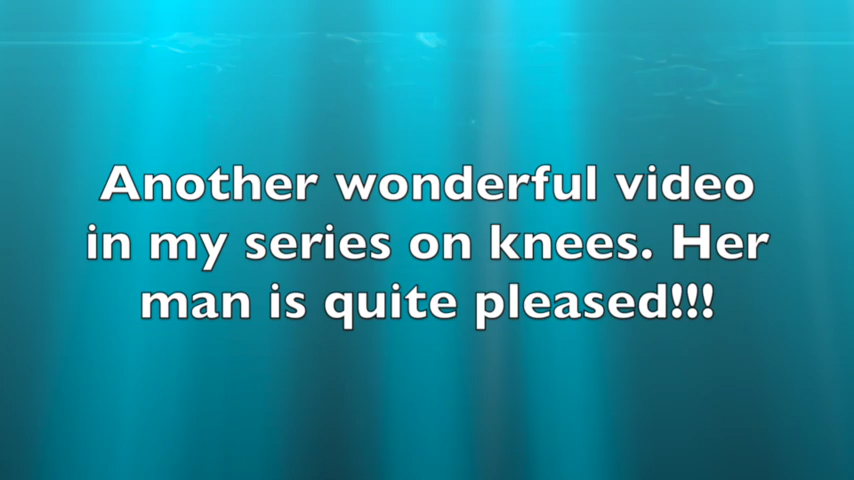 Another wonderful video
in my series on knees. Her
man is quite pleased!!!